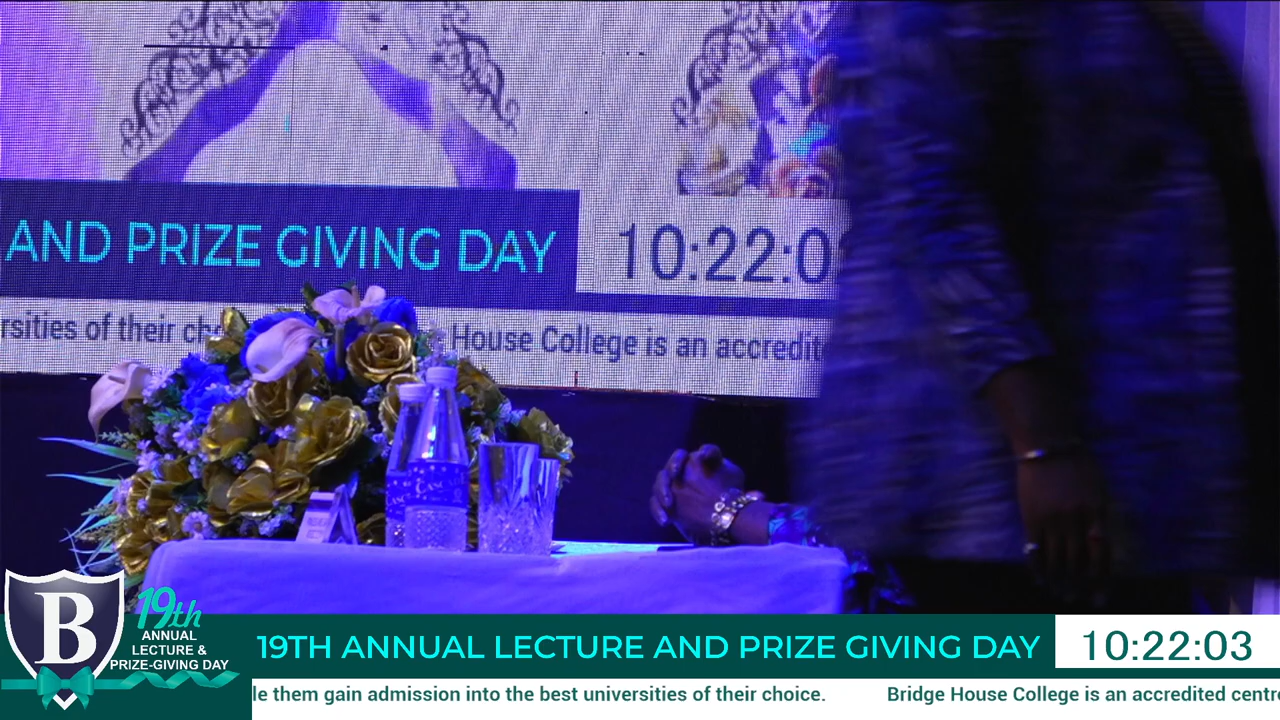 AND PRIZE GIVING DAY
10:22:0
rsities of their ch
House College is an accredit
B
19th
ANNUAL
LECTURE &
PRIZE-GIVING DAY
19TH ANNUAL LECTURE AND PRIZE GIVING DAY
10:22:03
le them gain admission into the best universities of their choice.
Bridge House College is an accredited centr